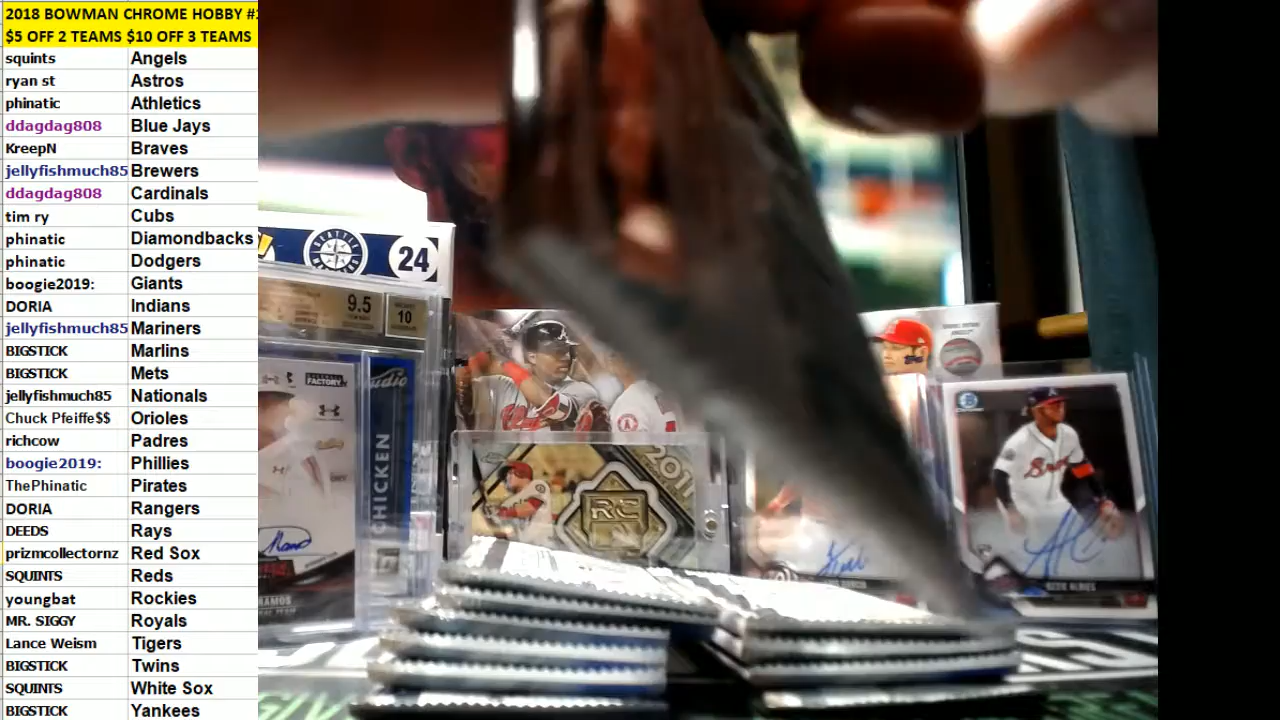 2018 BOWMAN CHROME HOBBY #
$5 OFF 2 TEAMS $10 OFF 3 TEAMS
squints Angels
ryan st Astros
phinatic Athletics
ddagdag808 Blue Jays
KreepN Braves
jellyfishmuch85 Brewers
ddagdag808 Cardinals
tim ry Cubs
phinatic Diamondbacks
phinatic Dodgers
boogie2019: Giants
DORIA Indians
jellyfishmuch85 Mariners
BIGSTICK Marlins
BIGSTICK Mets
jellyfishmuch85 Nationals
Chuck Pfeiffe$$ Orioles
richcow Padres
boogie2019: Phillies
ThePhinatic Pirates
DORIA Rangers
DEEDS Rays
prizmcollectornz Red Sox
SQUINTS Reds
youngbat Rockies
MR. SIGGY Royals
Lance Weism Tigers
BIGSTICK Twins
SQUINTS White Sox
BIGSTICK Yankees
SEATTLE
24
9.5
10
FACTORY
CHICKEN
2011
RC
Braves